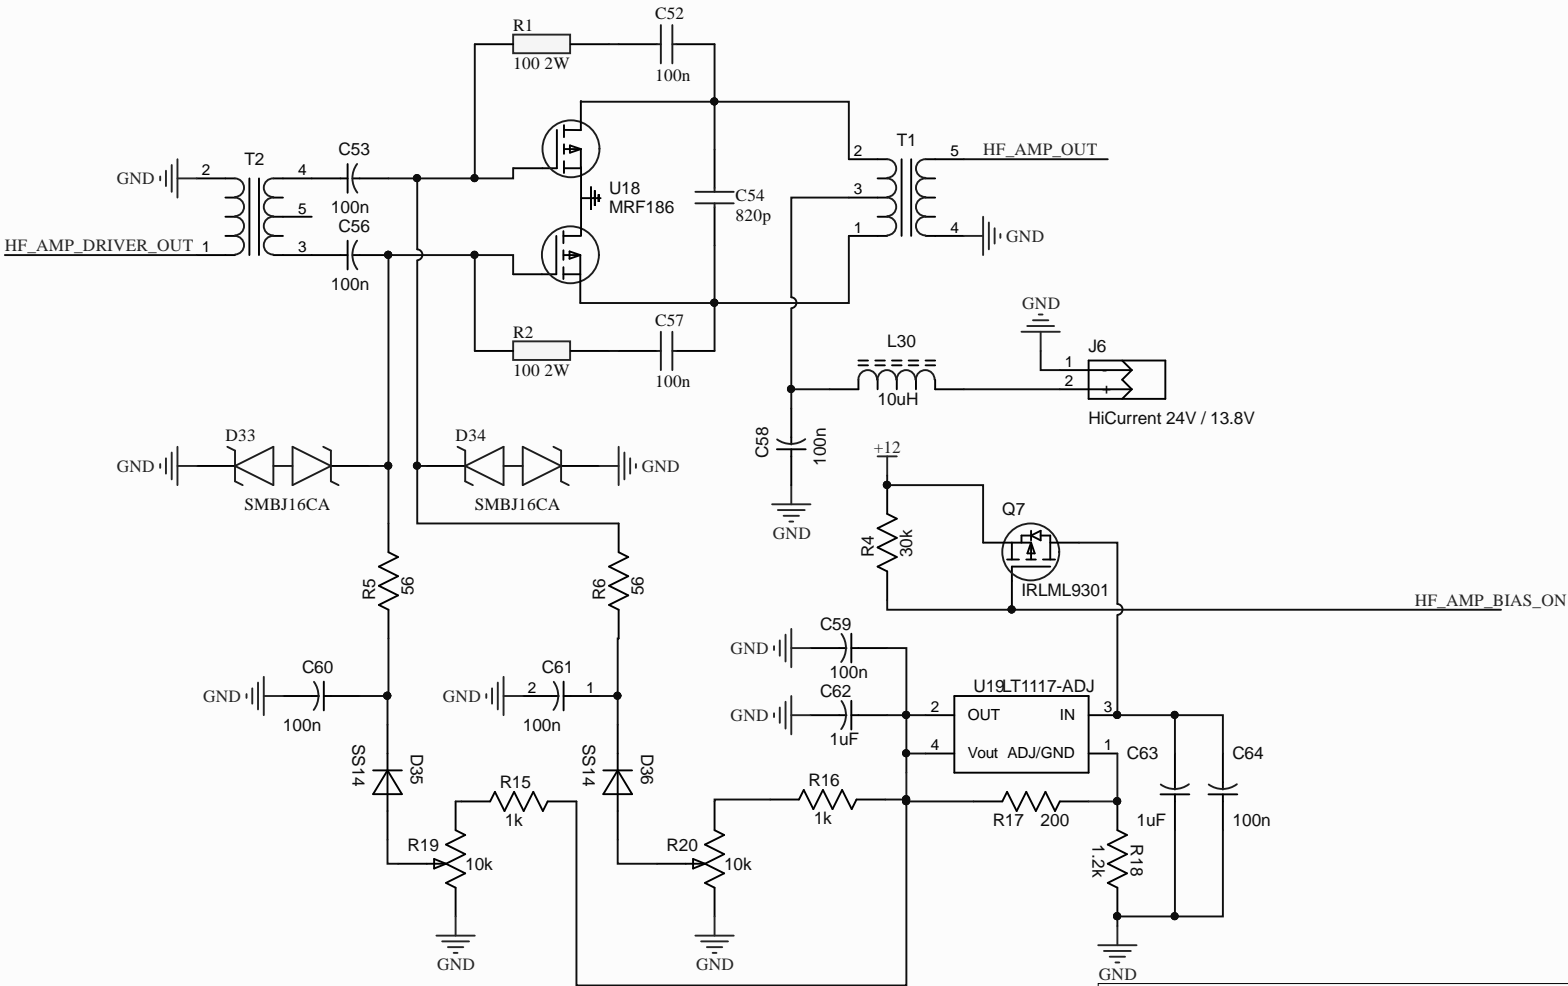 C52
R1
100 2W
100n
T2
C53
GND
2
4
100n
5
C56
HF_AMP_DRIVER_OUT
1
3
100n
U18
MRF186
C54
820p
T1
2
5
HF_AMP_OUT
3
1
4
GND
R2
100 2W
C57
100n
GND
L30
10uH
J6
1
-
2
+
HiCurrent 24V / 13.8V
C58
100n
GND
D33
GND
SMBJ16CA
D34
GND
SMBJ16CA
+12
R4
30k
Q7
IRLML9301
HF_AMP_BIAS_ON
R5
56
R6
56
C59
GND
100n
C60
GND
100n
C61
GND
2
1
100n
C62
GND
1uF
U19
LT1117-ADJ
2
OUT
IN
3
4
Vout
ADJ/GND
1
C63
1uF
C64
100n
SS14
D35
SS14
D36
R15
1k
R16
1k
R17
200
R18
1.2k
R19
10k
R20
10k
GND
GND
GND